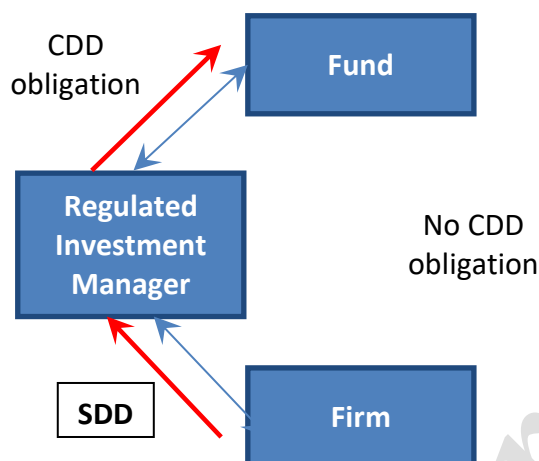 CDD
obligation
Fund
Regulated
Investment
Manager
No CDD
obligation
SDD
Firm